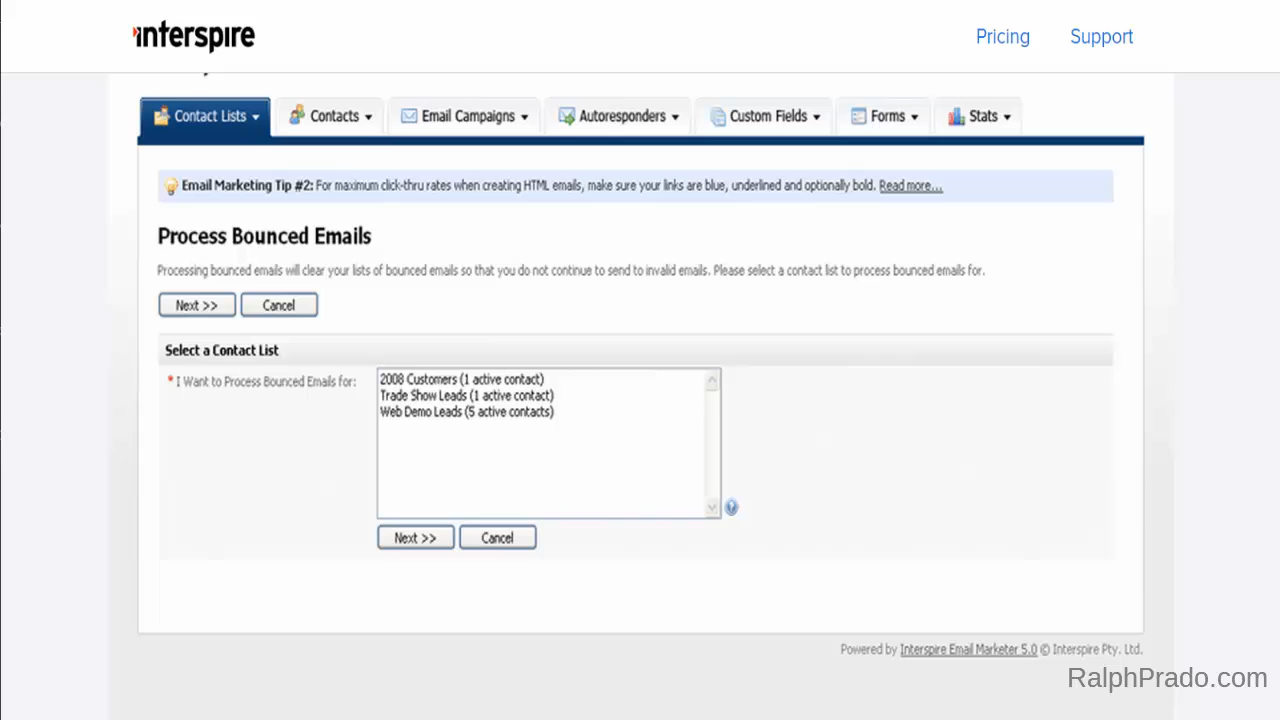 interspire
Pricing
Support
Contact Lists
Contacts
Email Campaigns
Autoresponders
Custom Fields
Forms
Stats
Email Marketing Tip #2: For maximum click-thru rates when creating HTML emails, make sure your links are blue, underlined and optionally bold. Read more...
Process Bounced Emails
Processing bounced emails will clear your lists of bounced emails so that you do not continue to send to invalid emails. Please select a contact list to process bounced emails for.
Next >> Cancel
Select a Contact List
* I Want to Process Bounced Emails for:
2008 Customers (1 active contact)
Trade Show Leads (1 active contact)
Web Demo Leads (5 active contacts)
Next >> Cancel
Powered by Interspire Email Marketer 5.0 © Interspire Pty. Ltd.
RalphPrado.com